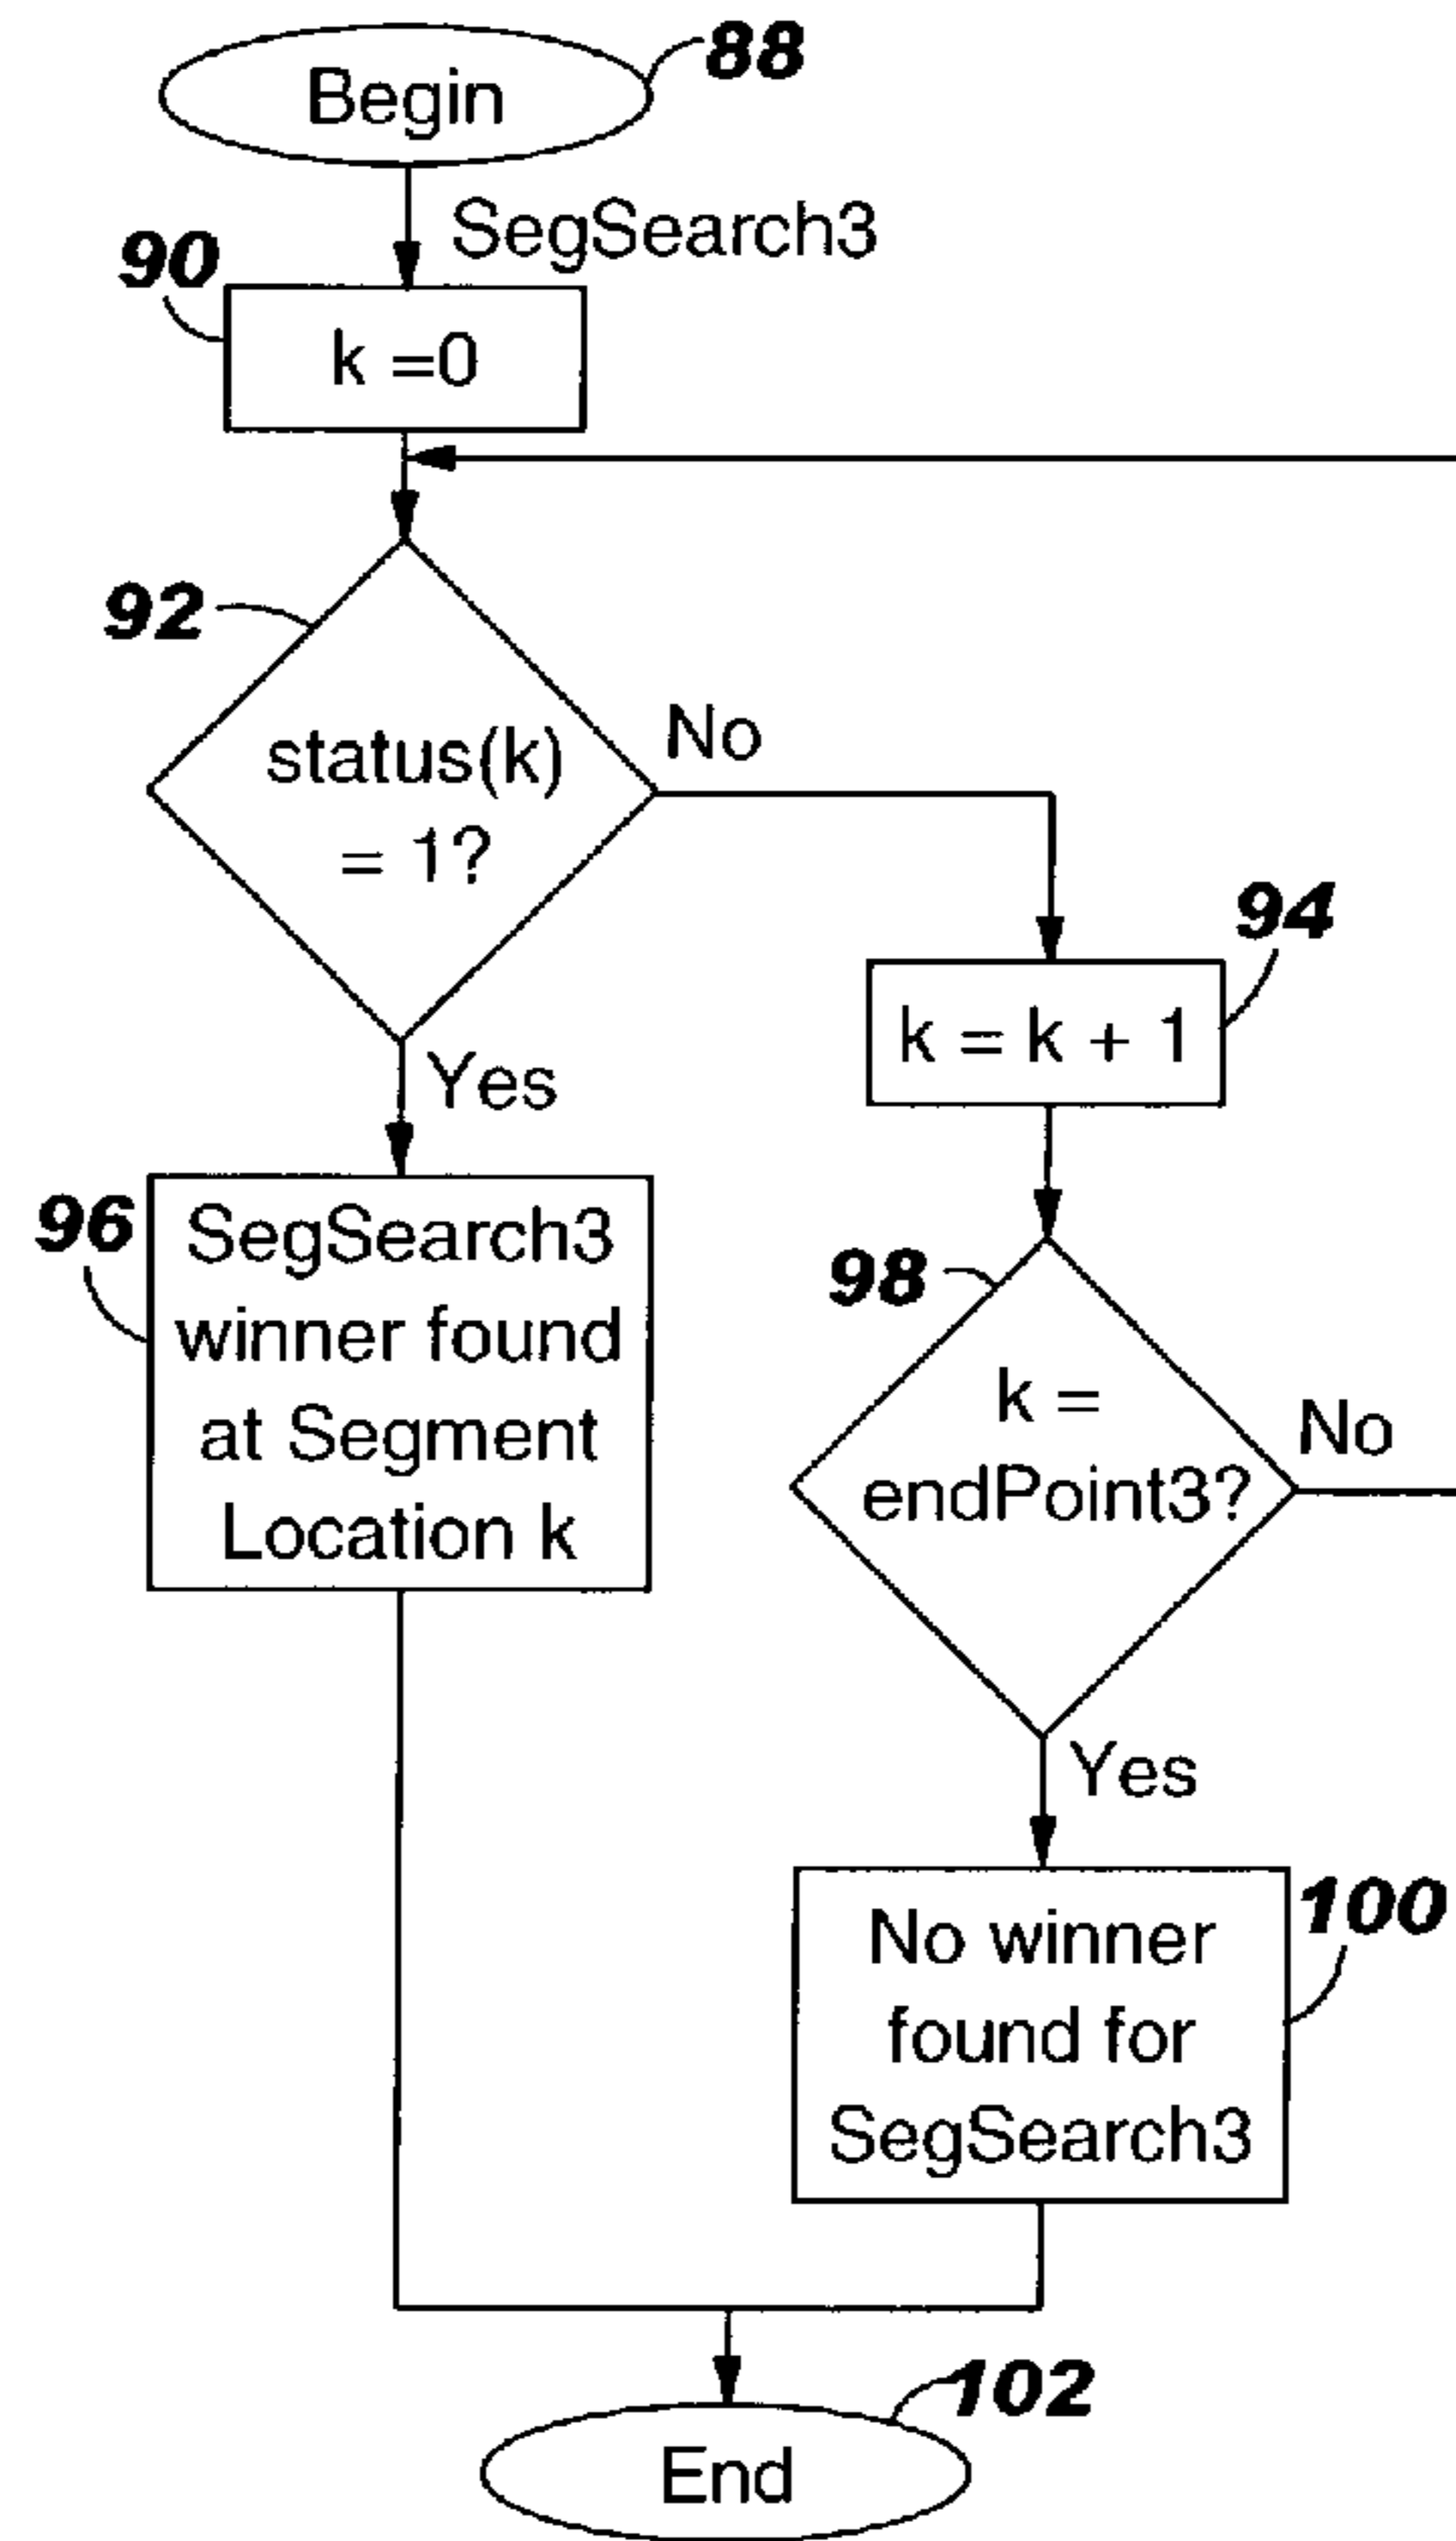 Begin
88
SegSearch3
90
k =0
92
status(k)
= 1?
No
94
k = k + 1
Yes
96
SegSearch3
winner found
at Segment
Location k
98
k =
endPoint3?
No
Yes
100
No winner
found for
SegSearch3
102
End